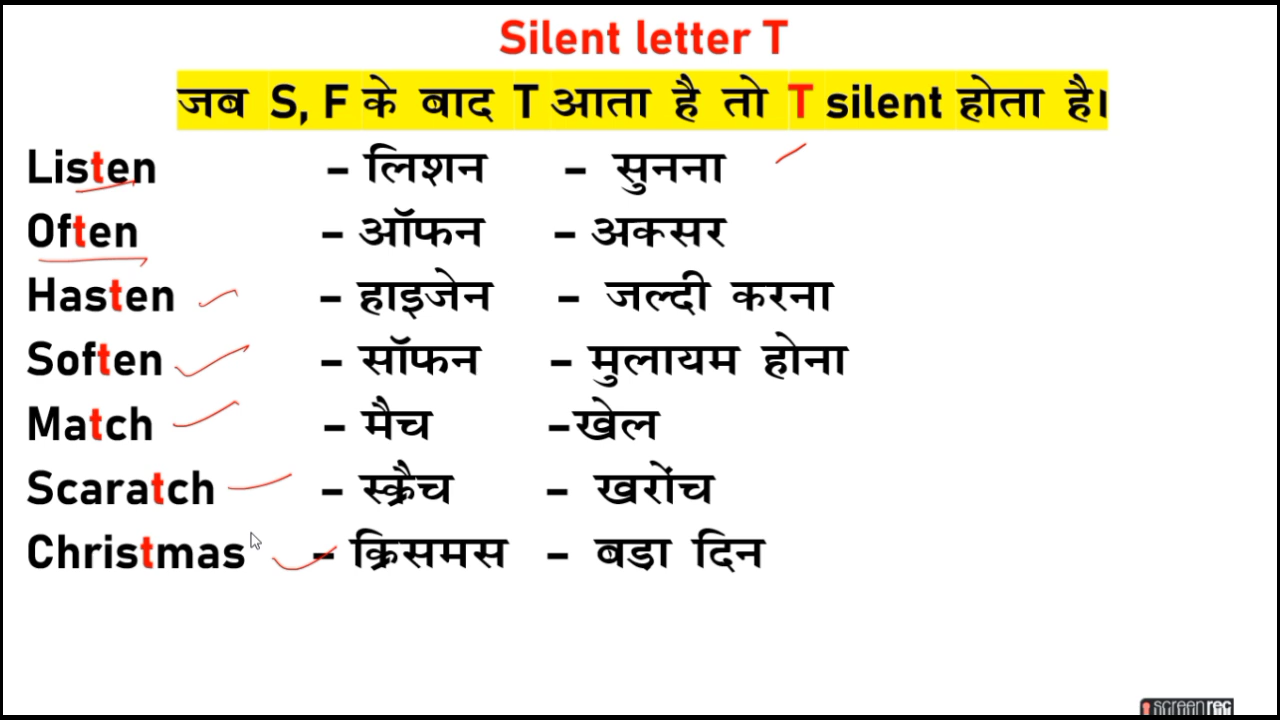 Silent letter T
जब S, F के बाद T आता है तो T silent होता है।
Listen – लिशन – सुनना
Often – ऑफन – अकसर
Hasten – हाइजेन – जल्दी करना
Soften – सॉफन – मुलायम होना
Match – मैच –खेल
Scaratch – स्क्रैच – खरोंच
Christmas – क्रिसमस – बडा दिन
screenrec